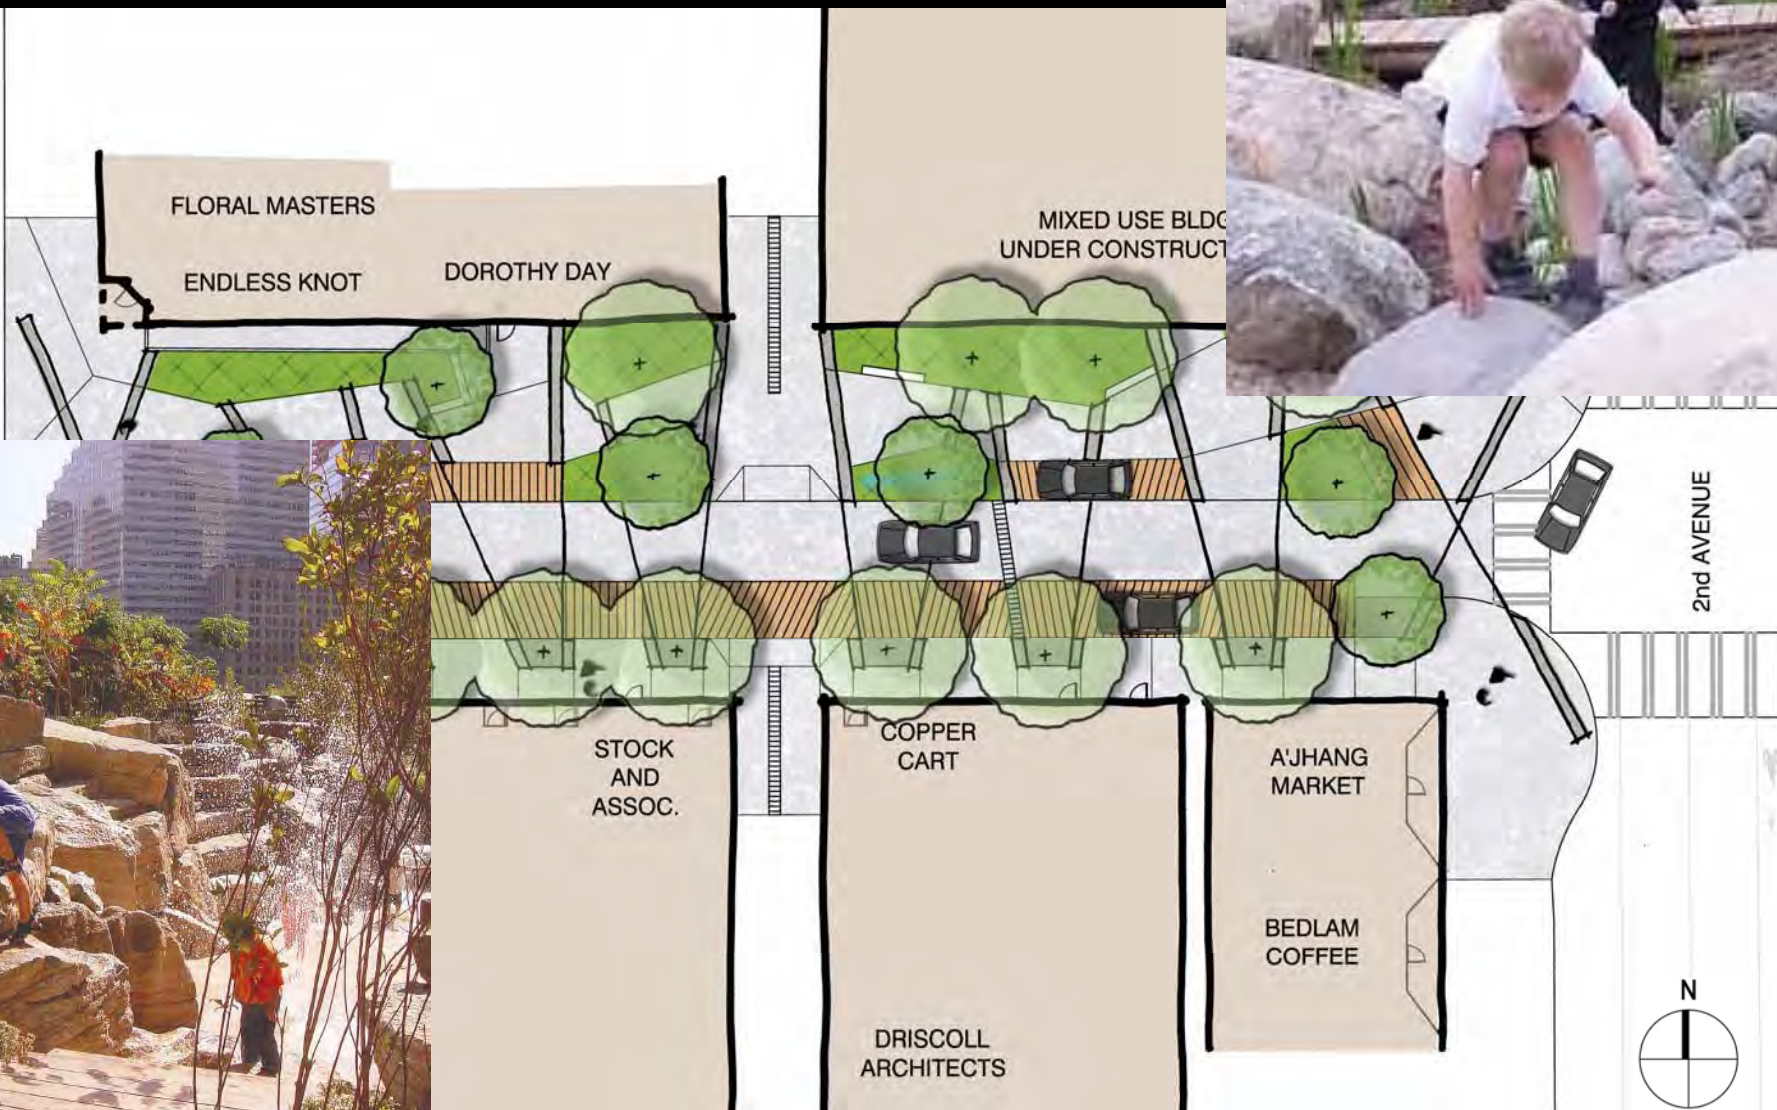 FLORAL MASTERS
ENDLESS KNOT
DOROTHY DAY
MIXED USE BLDG
UNDER CONSTRUCT
2nd AVENUE
STOCK
AND
ASSOC.
COPPER
CART
A'JHANG
MARKET
BEDLAM
COFFEE
DRISCOLL
ARCHITECTS
N